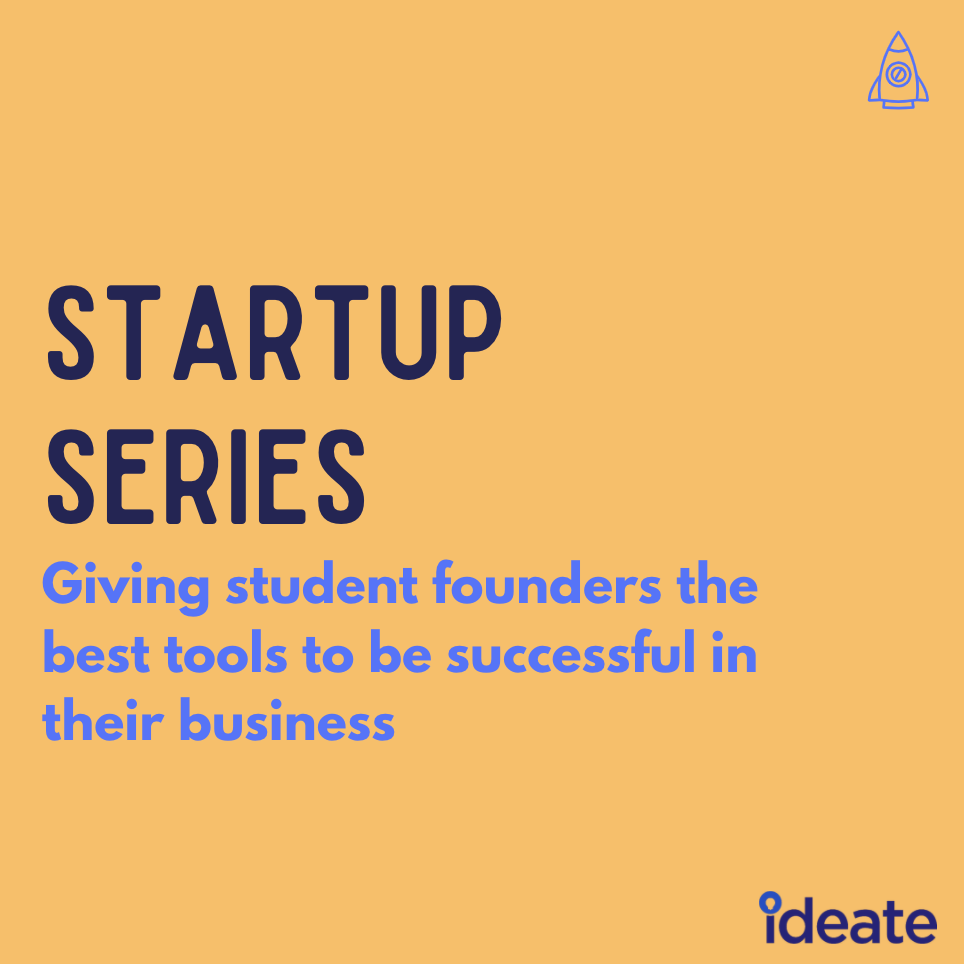 STARTUP
SERIES
Giving student founders the
best tools to be successful in
their business
ideate